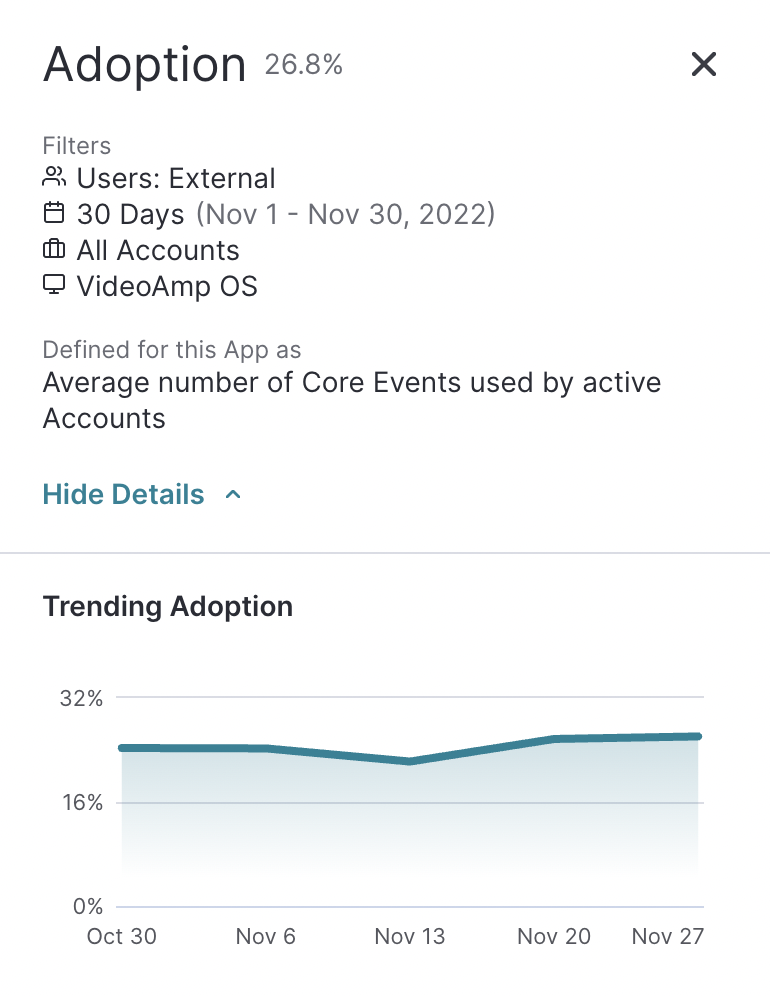 Adoption 26.8%
Filters
Users: External
30 Days (Nov 1 - Nov 30, 2022)
All Accounts
VideoAmp OS
Defined for this App as
Average number of Core Events used by active
Accounts
Hide Details
Trending Adoption
32%
16%
0%
Oct 30 Nov 6 Nov 13 Nov 20 Nov 27